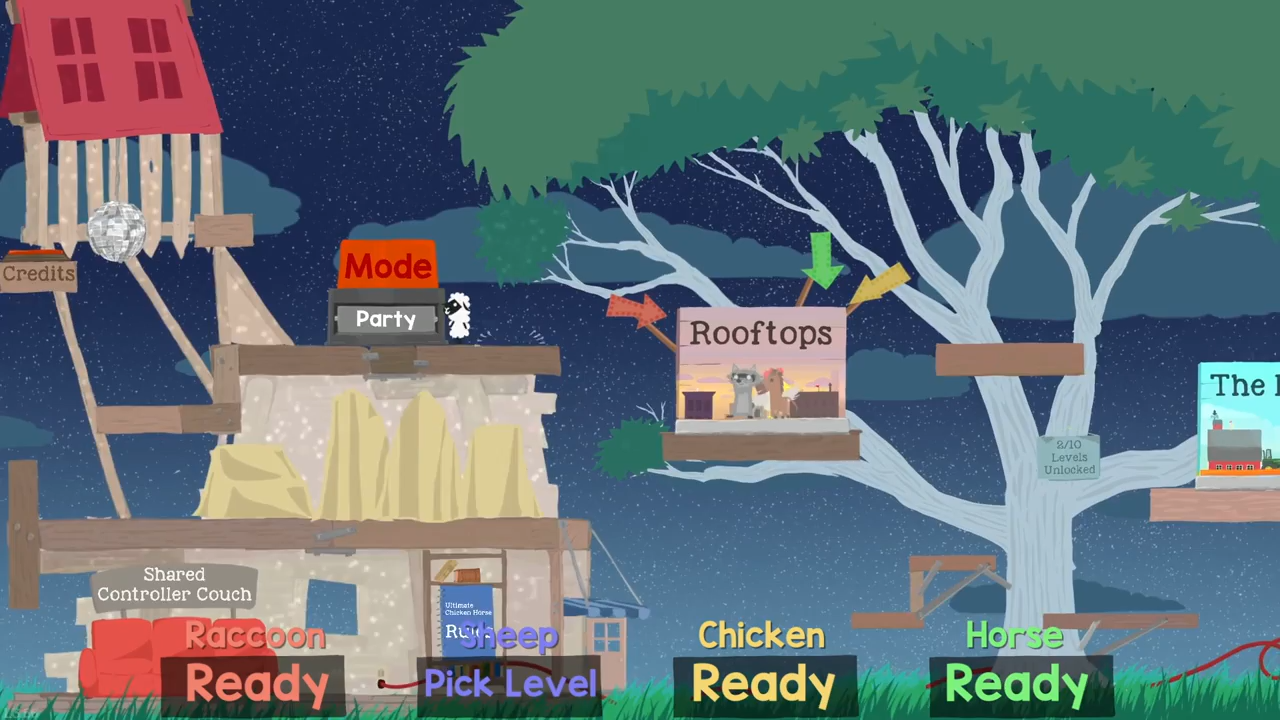 Credits
Mode
Party
Rooftops
2/10
Levels
Unlocked
Shared
Controller Couch
Ultimate
Chicken Horse
Raccoon
Ready
Sheep
Pick Level
Chicken
Ready
Horse
Ready